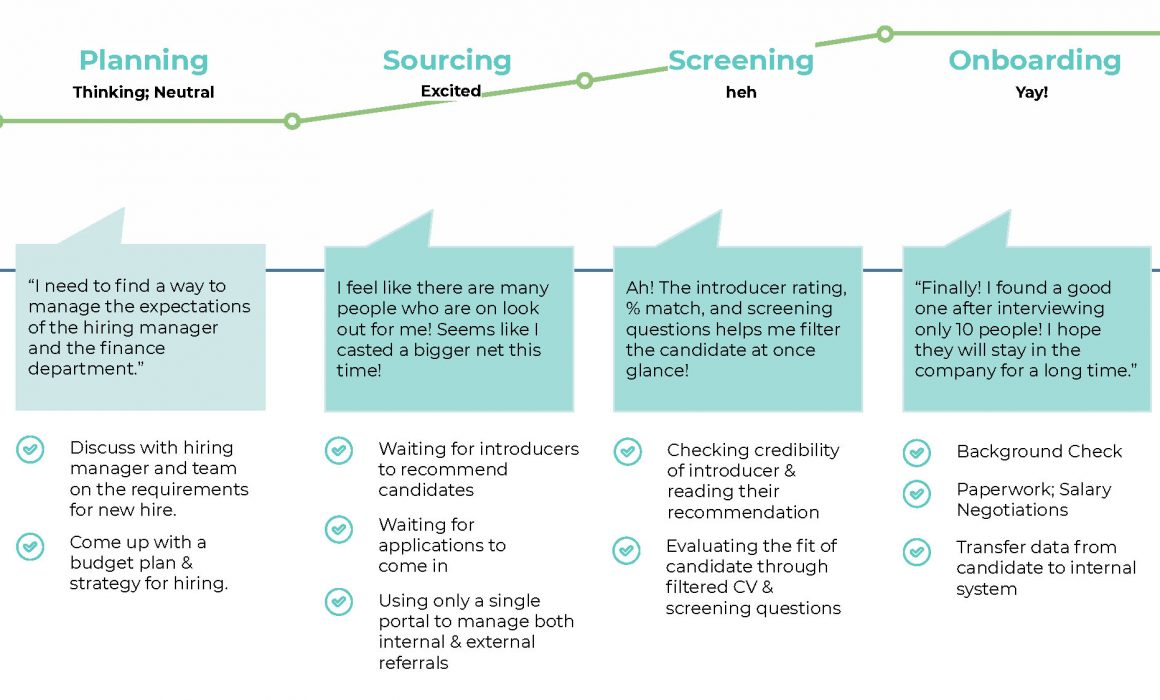 Planning
Thinking; Neutral
Sourcing
Excited
Screening
heh
Onboarding
Yay!
“I need to find a way to
manage the expectations
of the hiring manager
and the finance
department.”
I feel like there are many
people who are on look
out for me! Seems like I
casted a bigger net this
time!
Ah! The introducer rating,
% match, and screening
questions helps me filter
the candidate at once
glance!
“Finally! I found a good
one after interviewing
only 10 people! I hope
they will stay in the
company for a long time.”
Discuss with hiring
manager and team
on the requirements
for new hire.
Come up with a
budget plan &
strategy for hiring.
Waiting for introducers
to recommend
candidates
Waiting for
applications to
come in
Using only a single
portal to manage both
internal & external
referrals
Checking credibility
of introducer &
reading their
recommendation
Evaluating the fit of
candidate through
filtered CV &
screening questions
Background Check
Paperwork; Salary
Negotiations
Transfer data from
candidate to internal
system